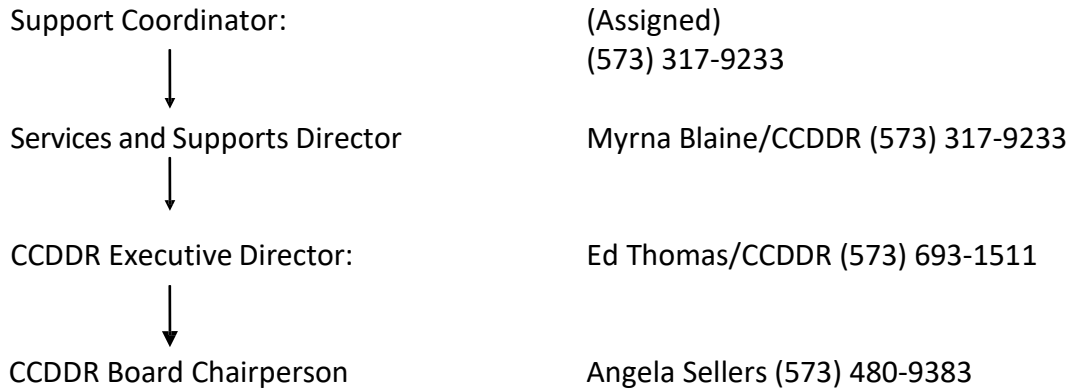 Support Coordinator: (Assigned)
(573) 317-9233
Services and Supports Director Myrna Blaine/CCDDR (573) 317-9233
CCDDR Executive Director: Ed Thomas/CCDDR (573) 693-1511
CCDDR Board Chairperson Angela Sellers (573) 480-9383